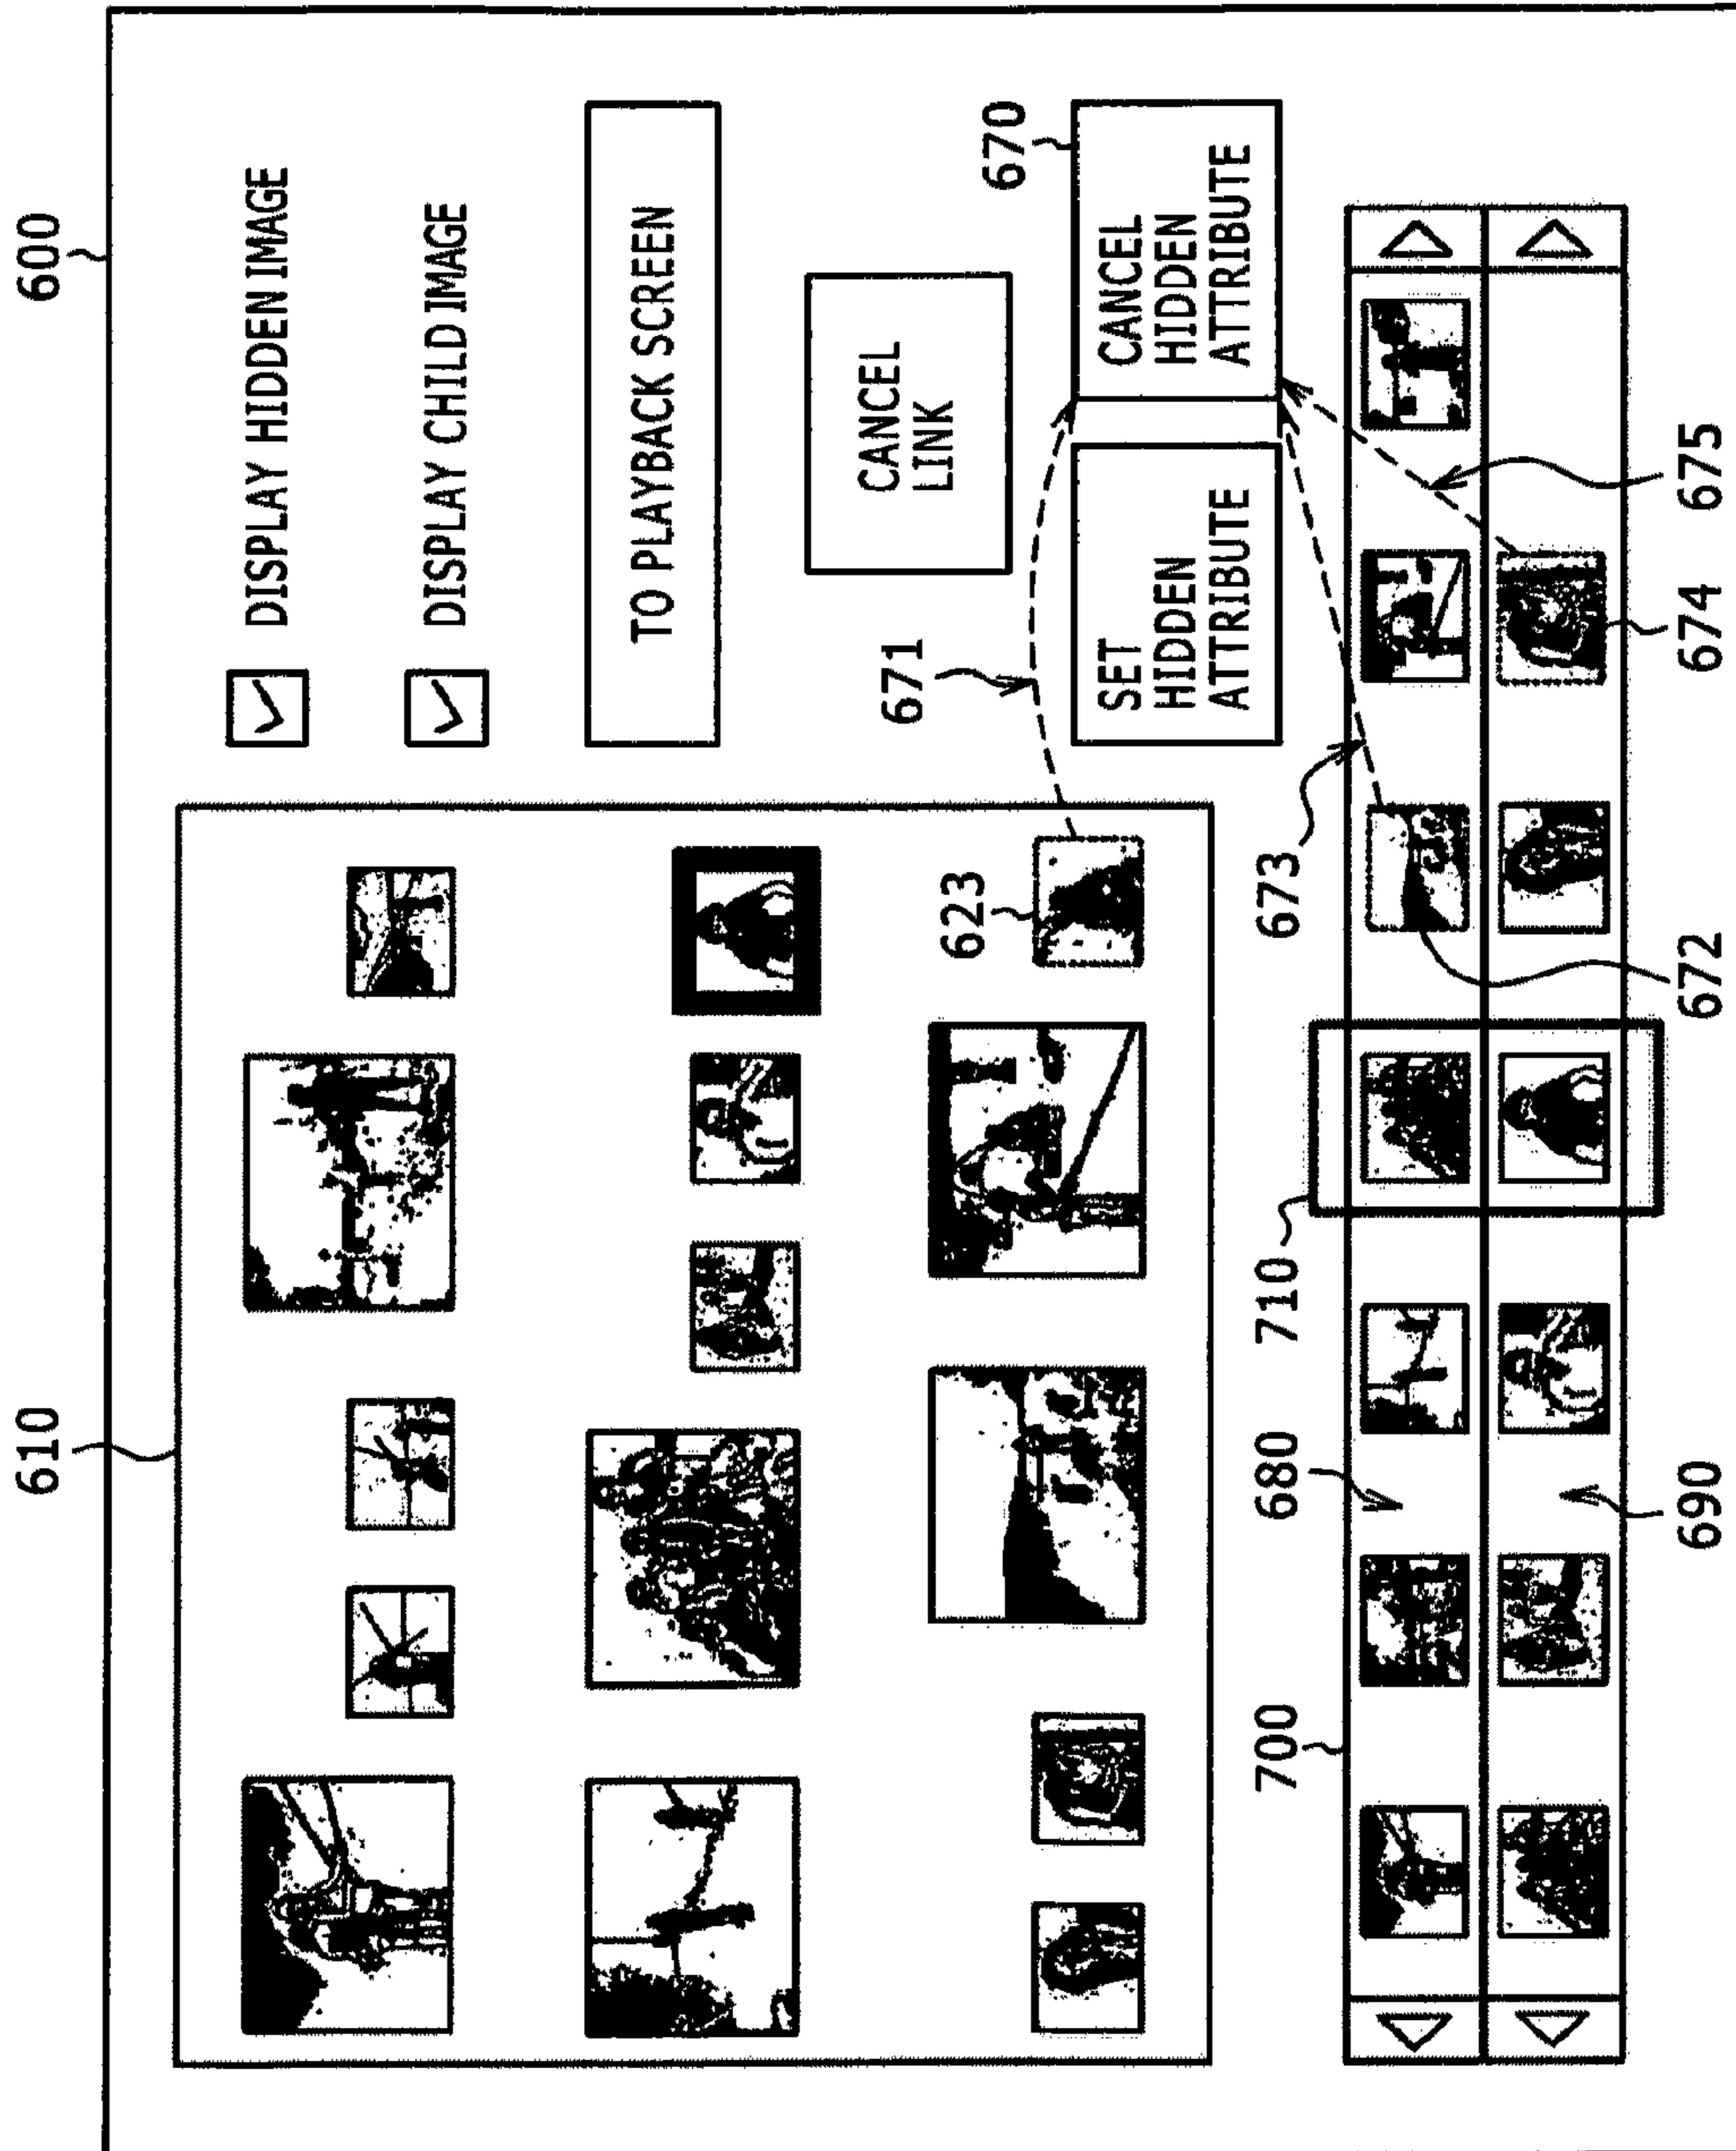 600
610
DISPLAY HIDDEN IMAGE
DISPLAY CHILD IMAGE
TO PLAYBACK SCREEN
CANCEL
LINK
671
670
SET
HIDDEN
ATTRIBUTE
CANCEL
HIDDEN
ATTRIBUTE
623
700
680
710
673
690
672
674
675